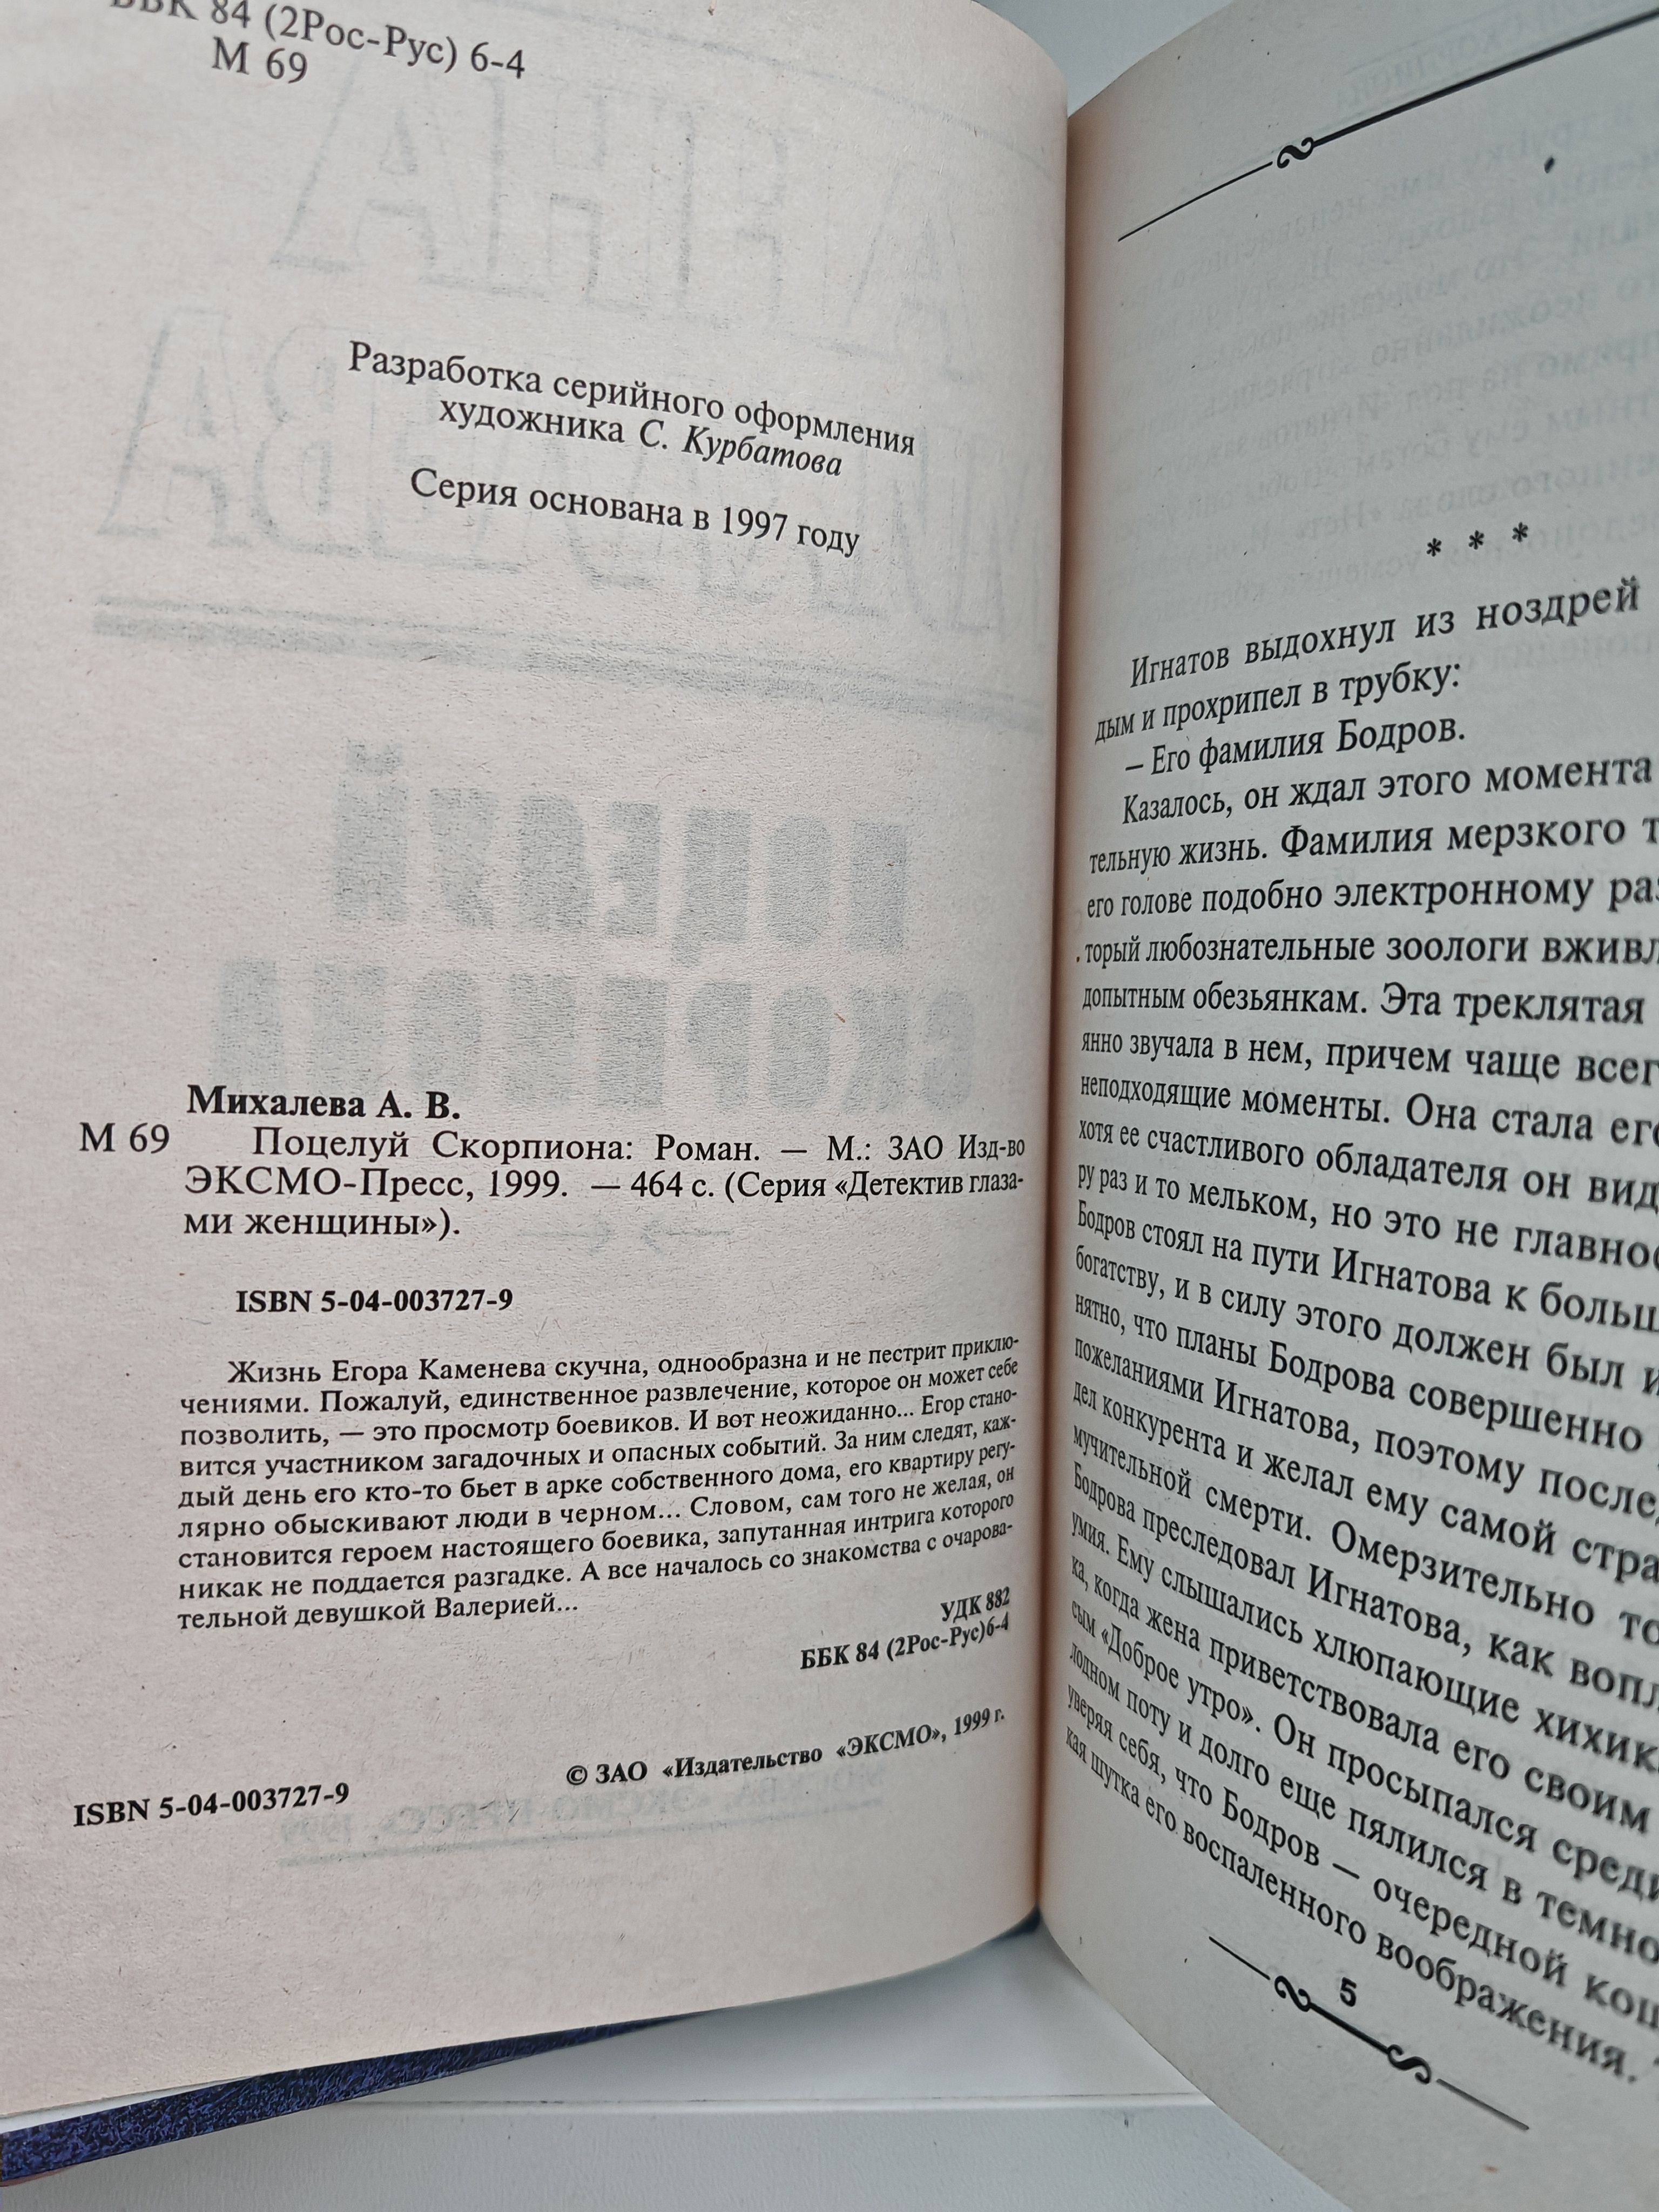 ББК 84 (2Рос-Рус) 6-4
М 69
Разработка серийного оформления
художника С. Курбатова
Серия основана в 1997 году
Михалева А. В.
М 69 Поцелуй Скорпиона: Роман. — М.: ЗАО Изд-во
ЭКСМО-Пресс, 1999. — 464 с. (Серия «Детектив глаза-
ми женщины»).
ISBN 5-04-003727-9
Жизнь Егора Каменева скучна, однообразна и не пестрит приклю-
чениями. Пожалуй, единственное развлечение, которое он может себе
позволить, — это просмотр боевиков. И вот неожиданно... Егор стано-
вится участником загадочных и опасных событий. За ним следят, каж-
дый день его кто-то бьет в арке собственного дома, его квартиру регу-
лярно обыскивают люди в черном... Словом, сам того не желая, он
становится героем настоящего боевика, запутанная интрига которого
никак не поддается разгадке. А все началось со знакомства с очарова-
тельной девушкой Валерией...
УДК 882
ББК 84 (2Рос-Рус)6-4
© ЗАО «Издательство «ЭКСМО», 1999 г.
ISBN 5-04-003727-9
* * *
Игнатов выдохнул из ноздрей
дым и прохрипел в трубку:
– Его фамилия Бодров.
Казалось, он ждал этого момента
тельную жизнь. Фамилия мерзкого
его голове подобно электронному
торый любознательные зоологи
допытным обезьянкам. Эта треклятая
янно звучала в нем, причем чаще
неподходящие моменты. Она стала
хотя ее счастливого обладателя он
ру раз и то мельком, но это не
Бодров стоял на пути Игнатова к
богатству, и в силу этого должен был
нятно, что планы Бодрова совершенно
пожеланиями Игнатова, поэтому
дел конкурента и желал ему самой
мучительной смерти. Омерзительно
Бодрова преследовал Игнатова, как
умия. Ему слышались хлюпающие
ка, когда жена приветствовала его своим
сым «Доброе утро». Он просыпался
лодном поту и долго еще пялился в
уверяя себя, что Бодров — очередной
кая шутка его воспаленного воображения.
5